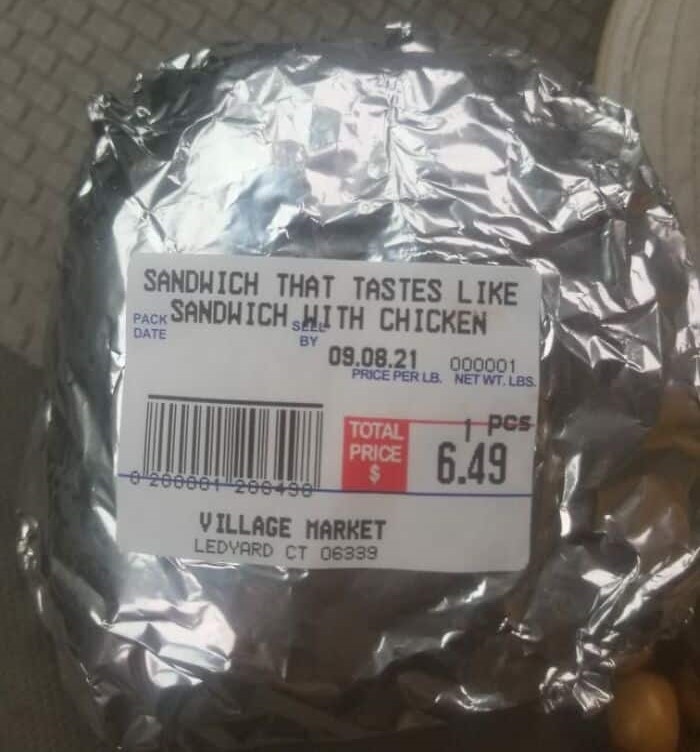 SANDWICH THAT TASTES LIKE
SANDWICH WITH CHICKEN
PACK DATE
SELL BY
09.08.21 000001
PRICE PER LB. NET WT. LBS.
1 PCS
TOTAL PRICE $
6.49
0 200001 200490
VILLAGE MARKET
LEDYARD CT 06339